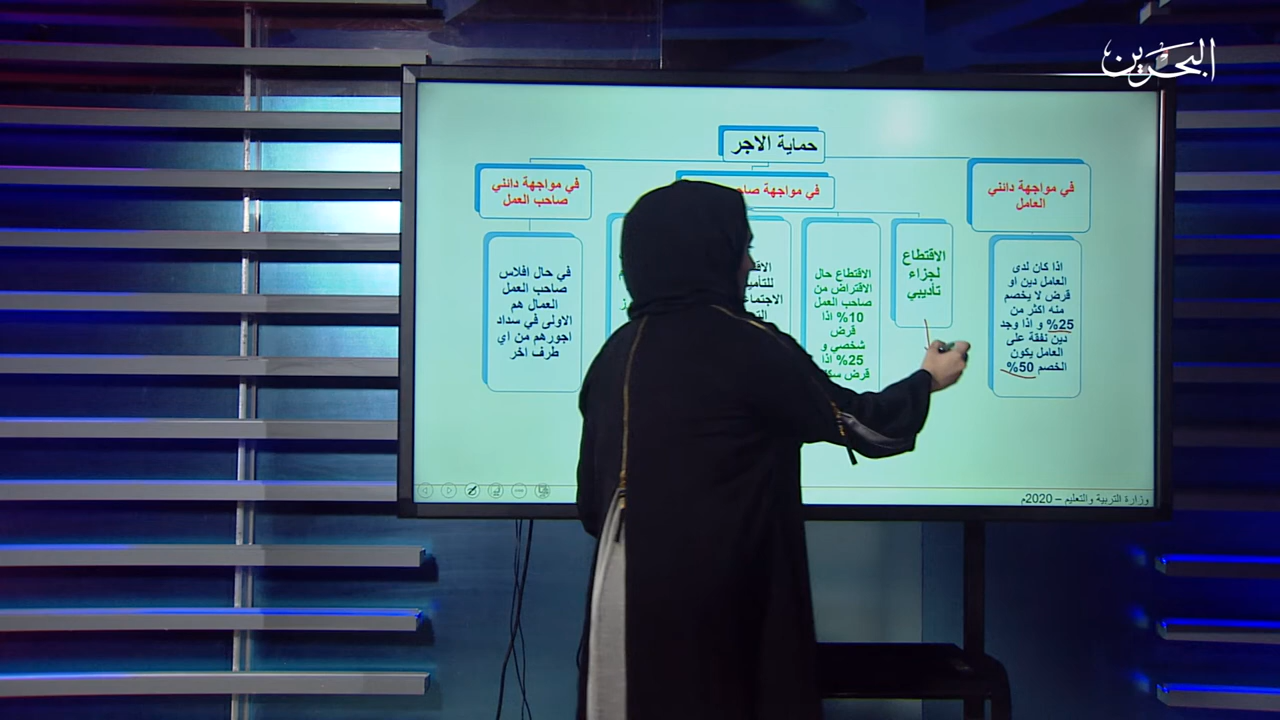 البحرين
حماية الاجر
في مواجهة دائني
العامل
اذا كان لدى
العامل دين او
قرض لا يخصم
منه اكثر من
25% و اذا وجد
دين نفقة على
العامل يكون
الخصم 50%
في مواجهة
الاقتطاع
لجزاء
تأديبي
الاقتطاع حال
الاقتراض من
صاحب العمل
10% اذا
قرض
شخصي و
25% اذا
قرض
في مواجهة دائني
صاحب العمل
في حال افلاس
صاحب العمل
العمال هم
الاولى في سداد
اجورهم من اي
طرف اخر
وزارة التربية والتعليم – 2020م